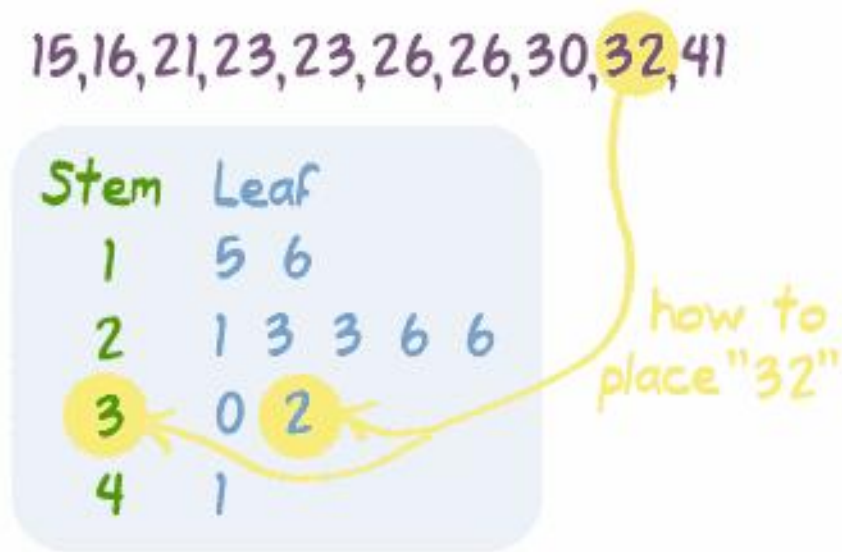 15,16,21,23,23,26,26,30,32,41
Stem Leaf
1 5 6
2 1 3 3 6 6
3 0 2
4 1
how to
place "32"